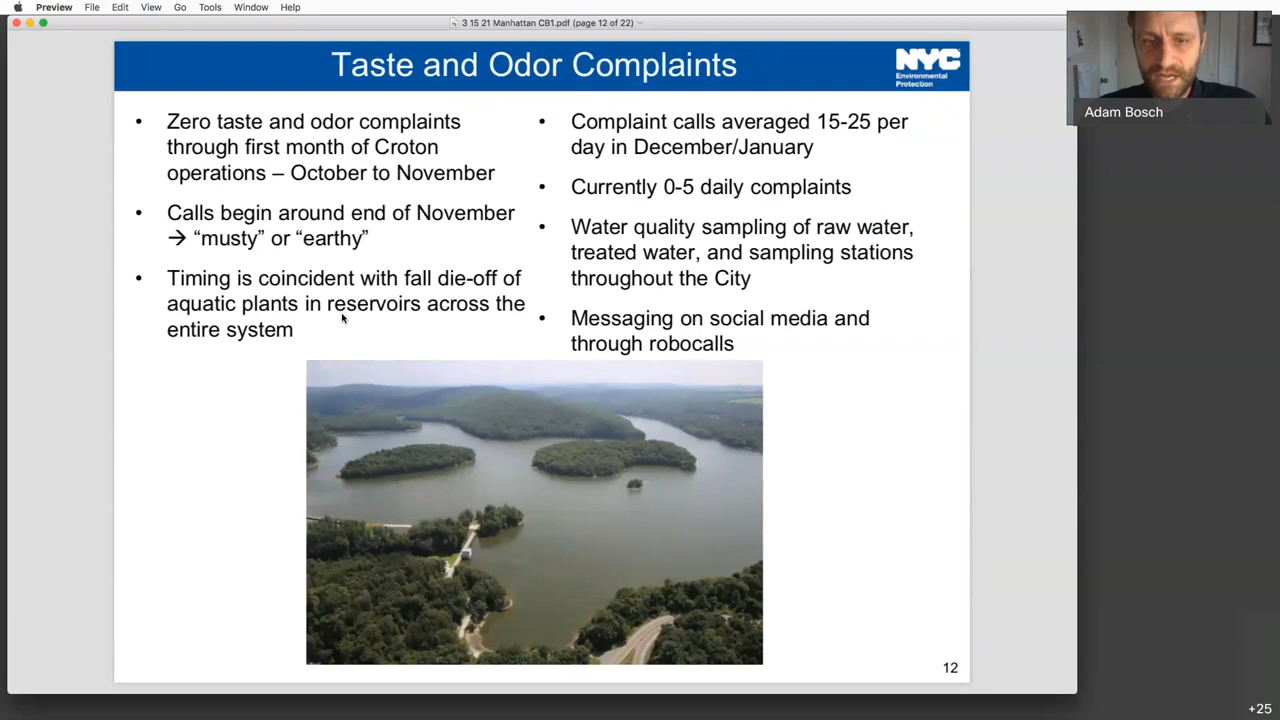 Preview File Edit View Go Tools Window Help
3 15 21 Manhattan CB1.pdf (page 12 of 22)
Taste and Odor Complaints
NYC
Environmental
Protection
• Zero taste and odor complaints
through first month of Croton
operations – October to November
• Calls begin around end of November
→ “musty” or “earthy”
• Timing is coincident with fall die-off of
aquatic plants in reservoirs across the
entire system
• Complaint calls averaged 15-25 per
day in December/January
• Currently 0-5 daily complaints
• Water quality sampling of raw water,
treated water, and sampling stations
throughout the City
• Messaging on social media and
through robocalls
12
Adam Bosch
+25